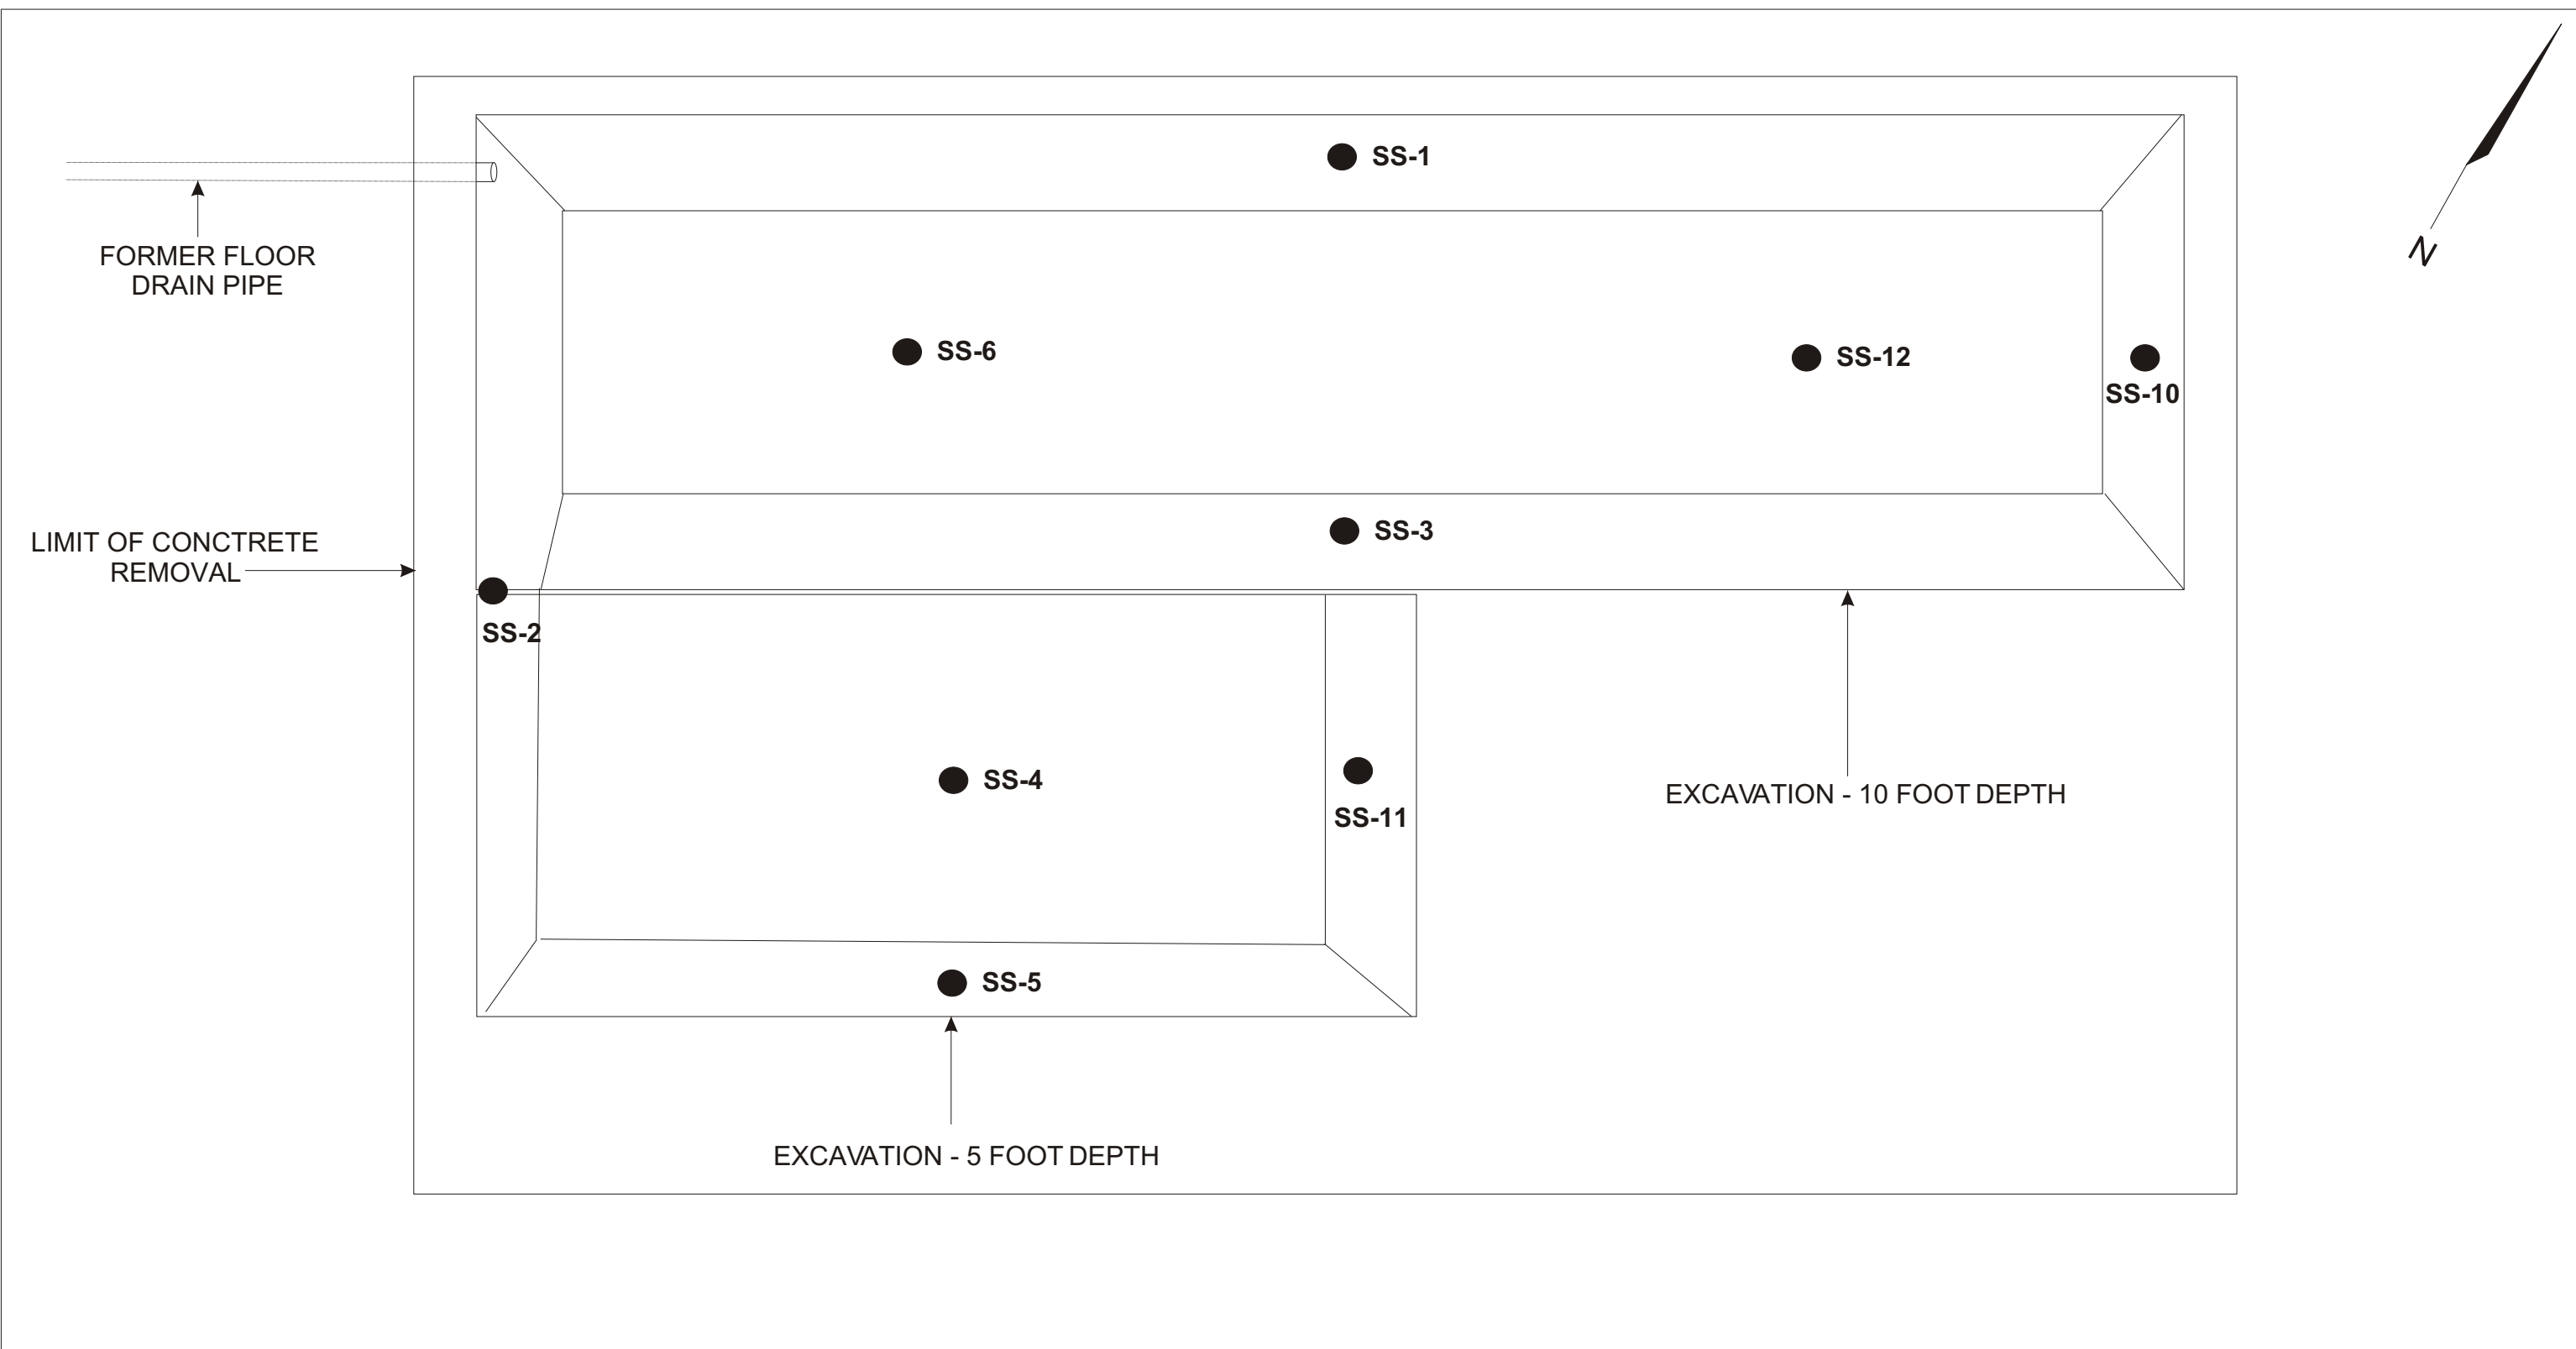 SS-1
N
FORMER FLOOR
DRAIN PIPE
SS-6
SS-12
SS-10
SS-3
LIMIT OF CONCTRETE
REMOVAL
SS-2
SS-4
SS-11
EXCAVATION - 10 FOOT DEPTH
SS-5
EXCAVATION - 5 FOOT DEPTH